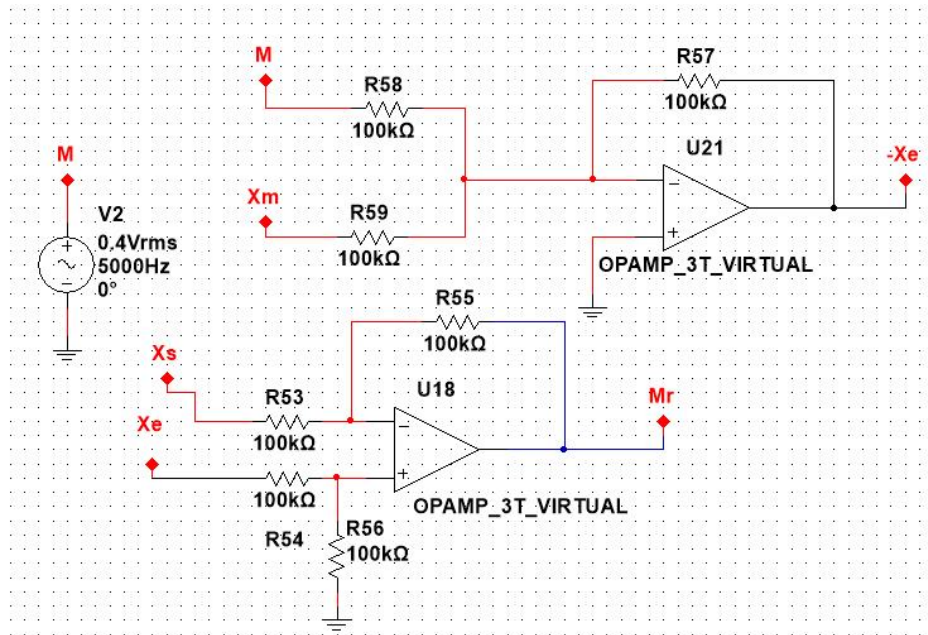 M
R58
100kΩ
R57
100kΩ
U21
-Xe
M
Xm
R59
100kΩ
V2
0.4Vrms
5000Hz
0°
OPAMP_3T_VIRTUAL
R55
100kΩ
Xs
R53
100kΩ
U18
Mr
Xe
100kΩ
R54
R56
100kΩ
OPAMP_3T_VIRTUAL